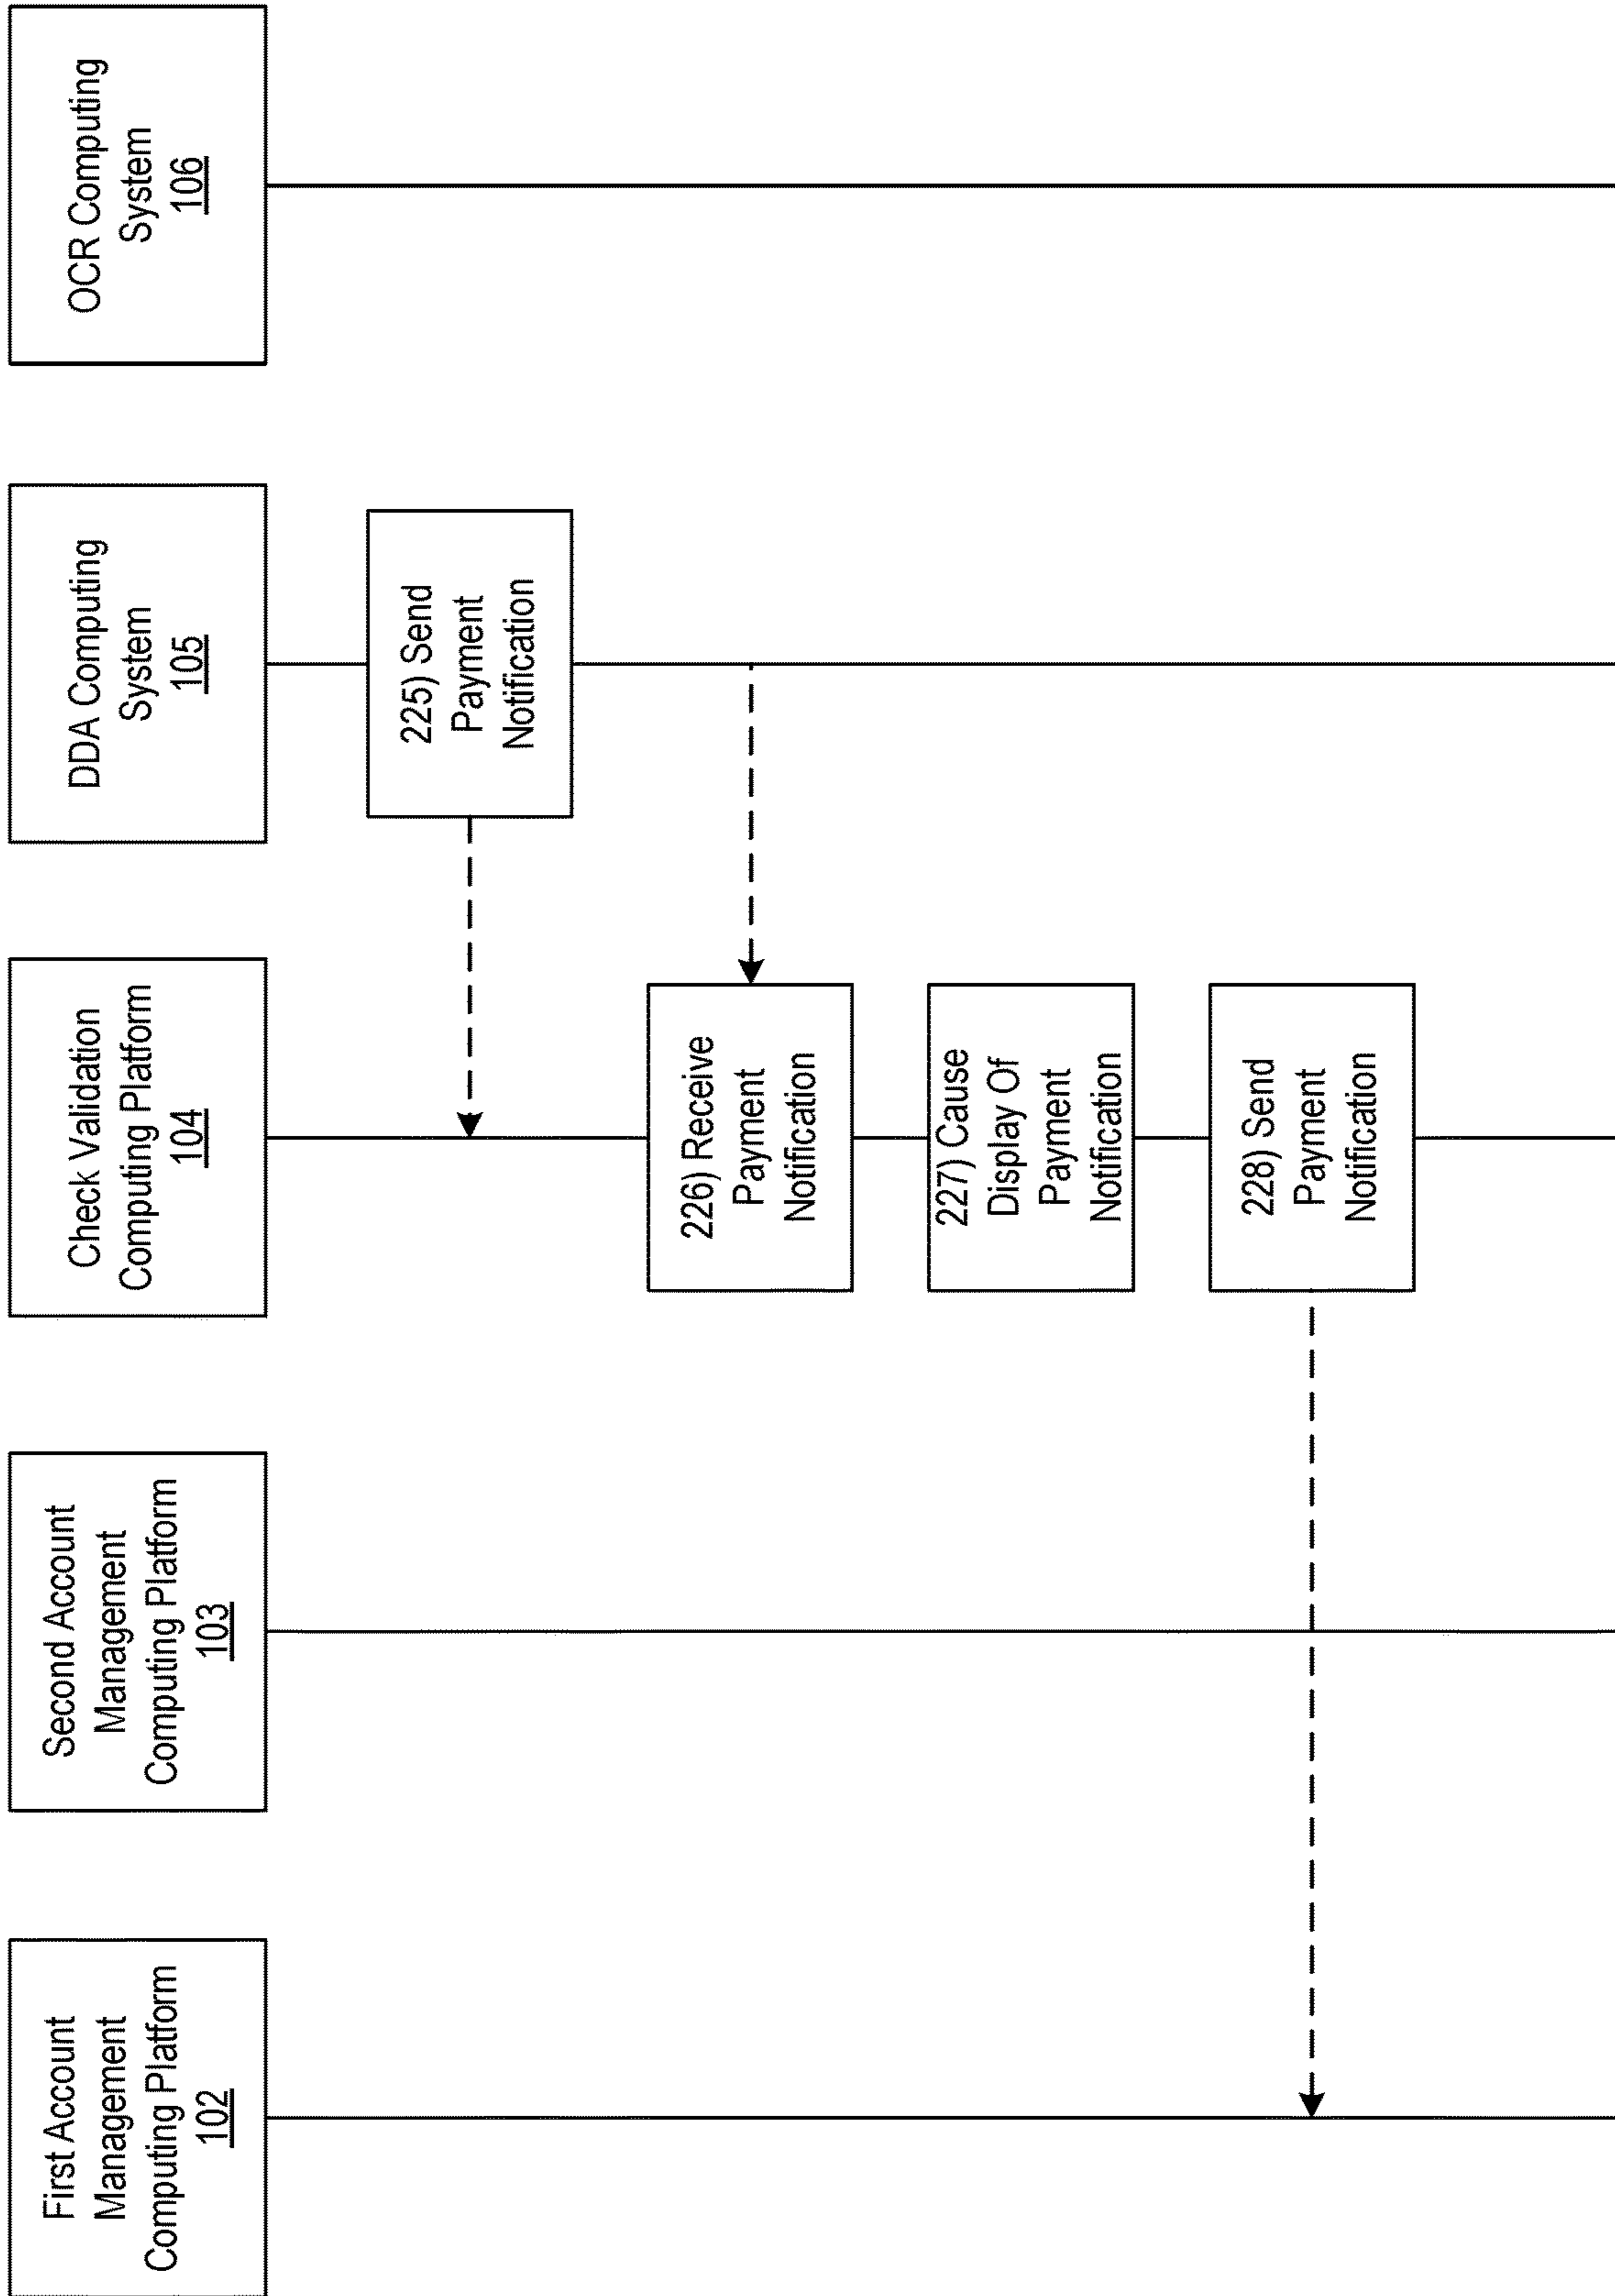 First Account
Management
Computing Platform
102
Second Account
Management
Computing Platform
103
Check Validation
Computing Platform
104
DDA Computing
System
105
OCR Computing
System
106
225) Send
Payment
Notification
226) Receive
Payment
Notification
227) Cause
Display Of
Payment
Notification
228) Send
Payment
Notification